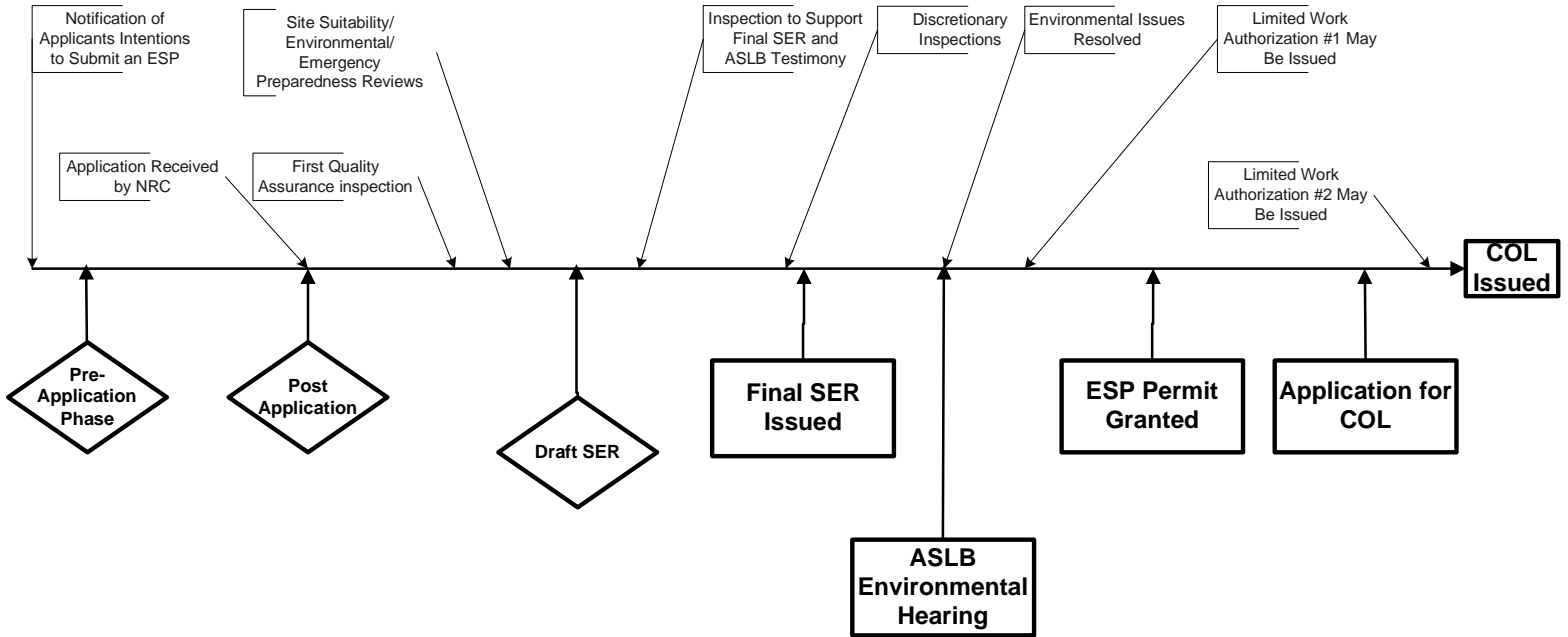 Notification of
Applicants Intentions
to Submit an ESP
Site Suitability/
Environmental/
Emergency
Preparedness Reviews
Inspection to Support
Final SER and
ASLB Testimony
Discretionary
Inspections
Environmental Issues
Resolved
Limited Work
Authorization #1 May
Be Issued
Application Received
by NRC
First Quality
Assurance inspection
Limited Work
Authorization #2 May
Be Issued
COL
Issued
Pre-
Application
Phase
Post
Application
Draft SER
Final SER
Issued
ASLB
Environmental
Hearing
ESP Permit
Granted
Application for
COL